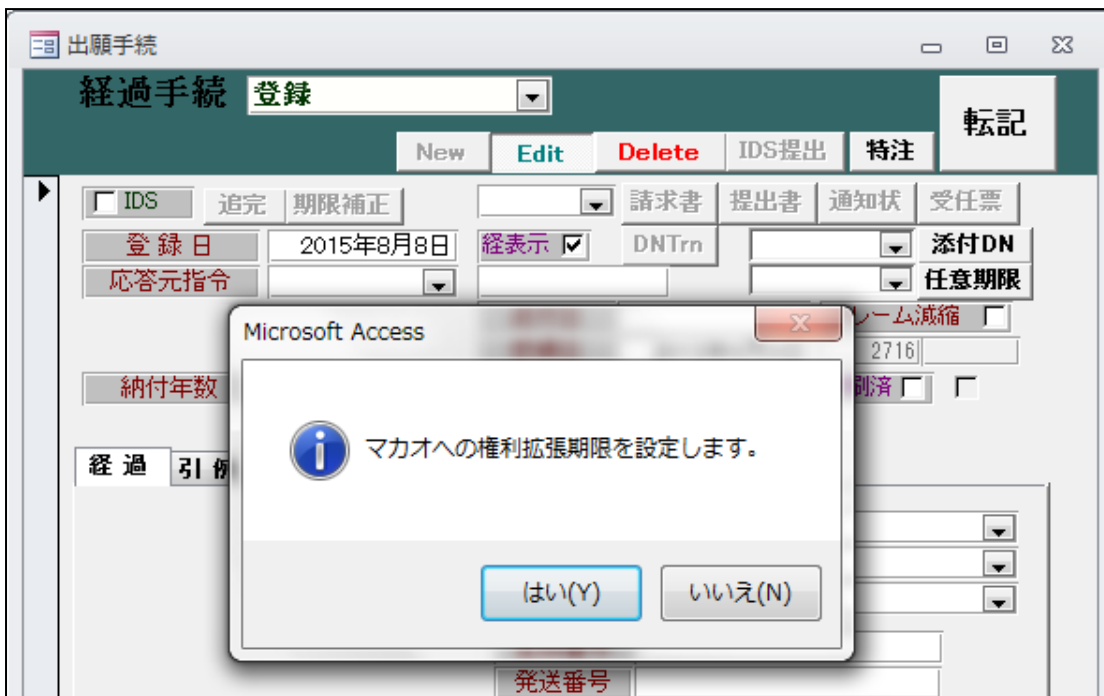 出願手続
経過手続 登録
転記
New Edit Delete IDS提出 特注
IDS 追完 期限補正 請求書 提出書 通知状 受任票
登録日 2015年8月8日 経表示 DNTrn 添付DN
応答元指令 任意期限
Microsoft Access
レーム減縮
2716
納付年数
刷済
マカオへの権利拡張期限を設定します。
経過 引例
はい(Y) いいえ(N)
発送番号